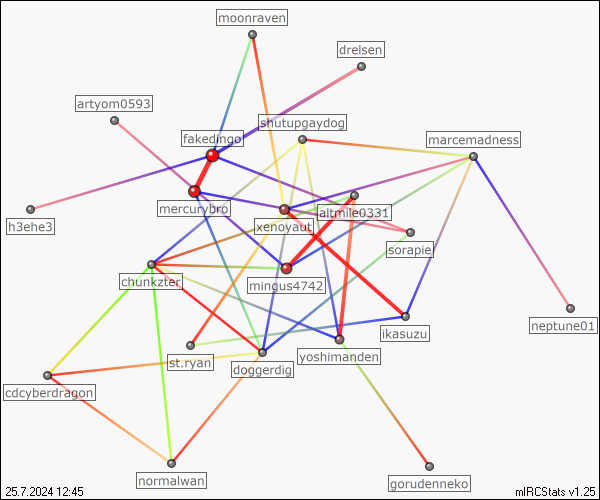 moonraven
drelsen
artyom0593
shutupgaydog
fakedingo
marcemadness
mercurybro
altmile0331
xenoyaut
h3ehe3
sorapie
chunkzter
mingus4742
neptune01
ikasuzu
yoshimanden
st.ryan
doggerdig
cdcyberdragon
normalwan
gorudenneko
25.7.2024 12:45
mIRCStats v1.25